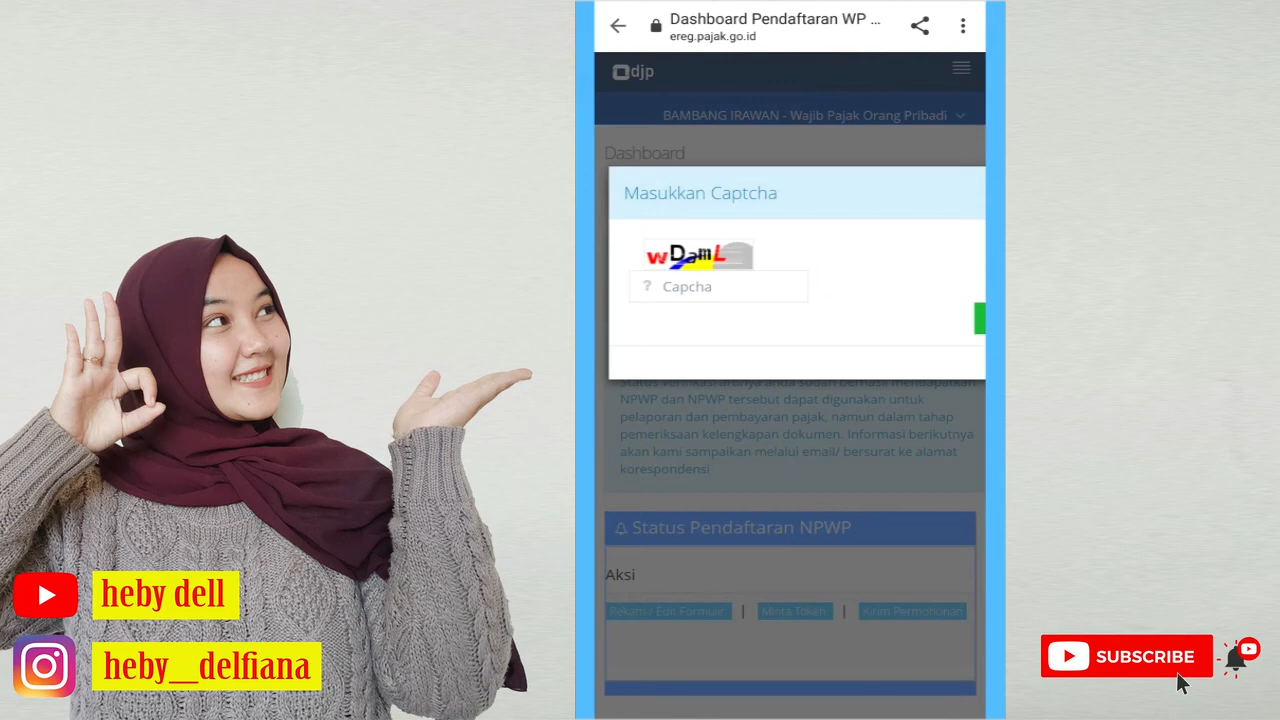 Dashboard Pendaftaran WP ...
ereg.pajak.go.id
djp
BAMBANG IRAWAN - Wajib Pajak Orang Pribadi
Dashboard
Masukkan Captcha
wDamL
? Capcha
NPWP dan NPWP tersebut dapat digunakan untuk
pelaporan dan pembayaran pajak, namun dalam tahap
pemeriksaan kelengkapan dokumen. Informasi berikutnya
akan kami sampaikan melalui email/ bersurat ke alamat
korespondensi
Status Pendaftaran NPWP
Aksi
Rekam / Edit Formulir | Minta Token | Kirim Permohonan
heby dell
heby__delfiana
SUBSCRIBE